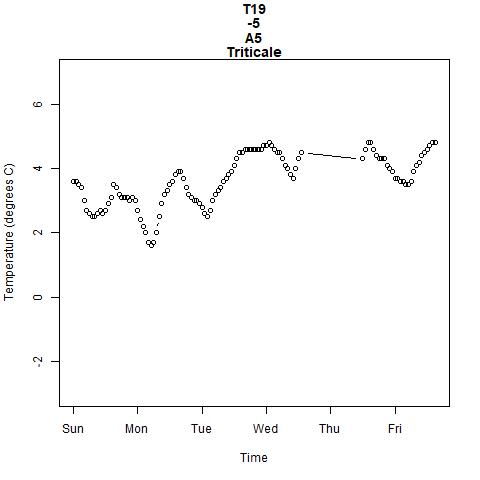 T19
-5
A5
Triticale
Temperature (degrees C)
6
4
2
0
-2
Sun Mon Tue Wed Thu Fri
Time